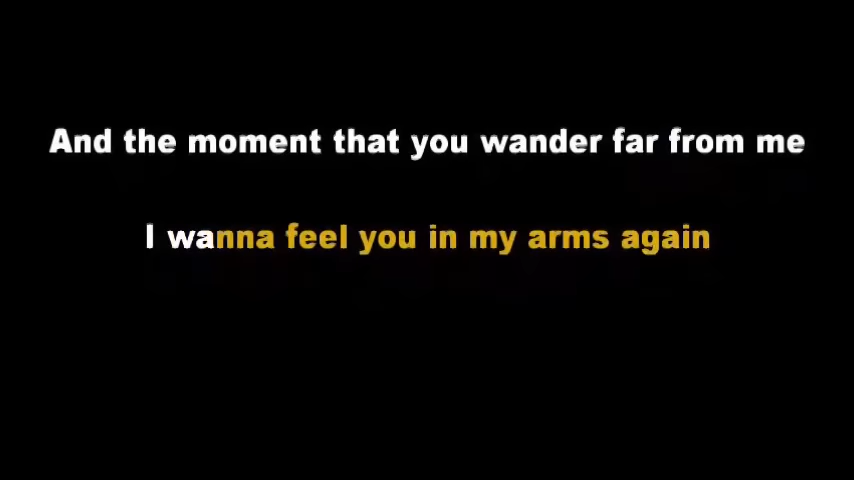 And the moment that you wander far from me
I wanna feel you in my arms again